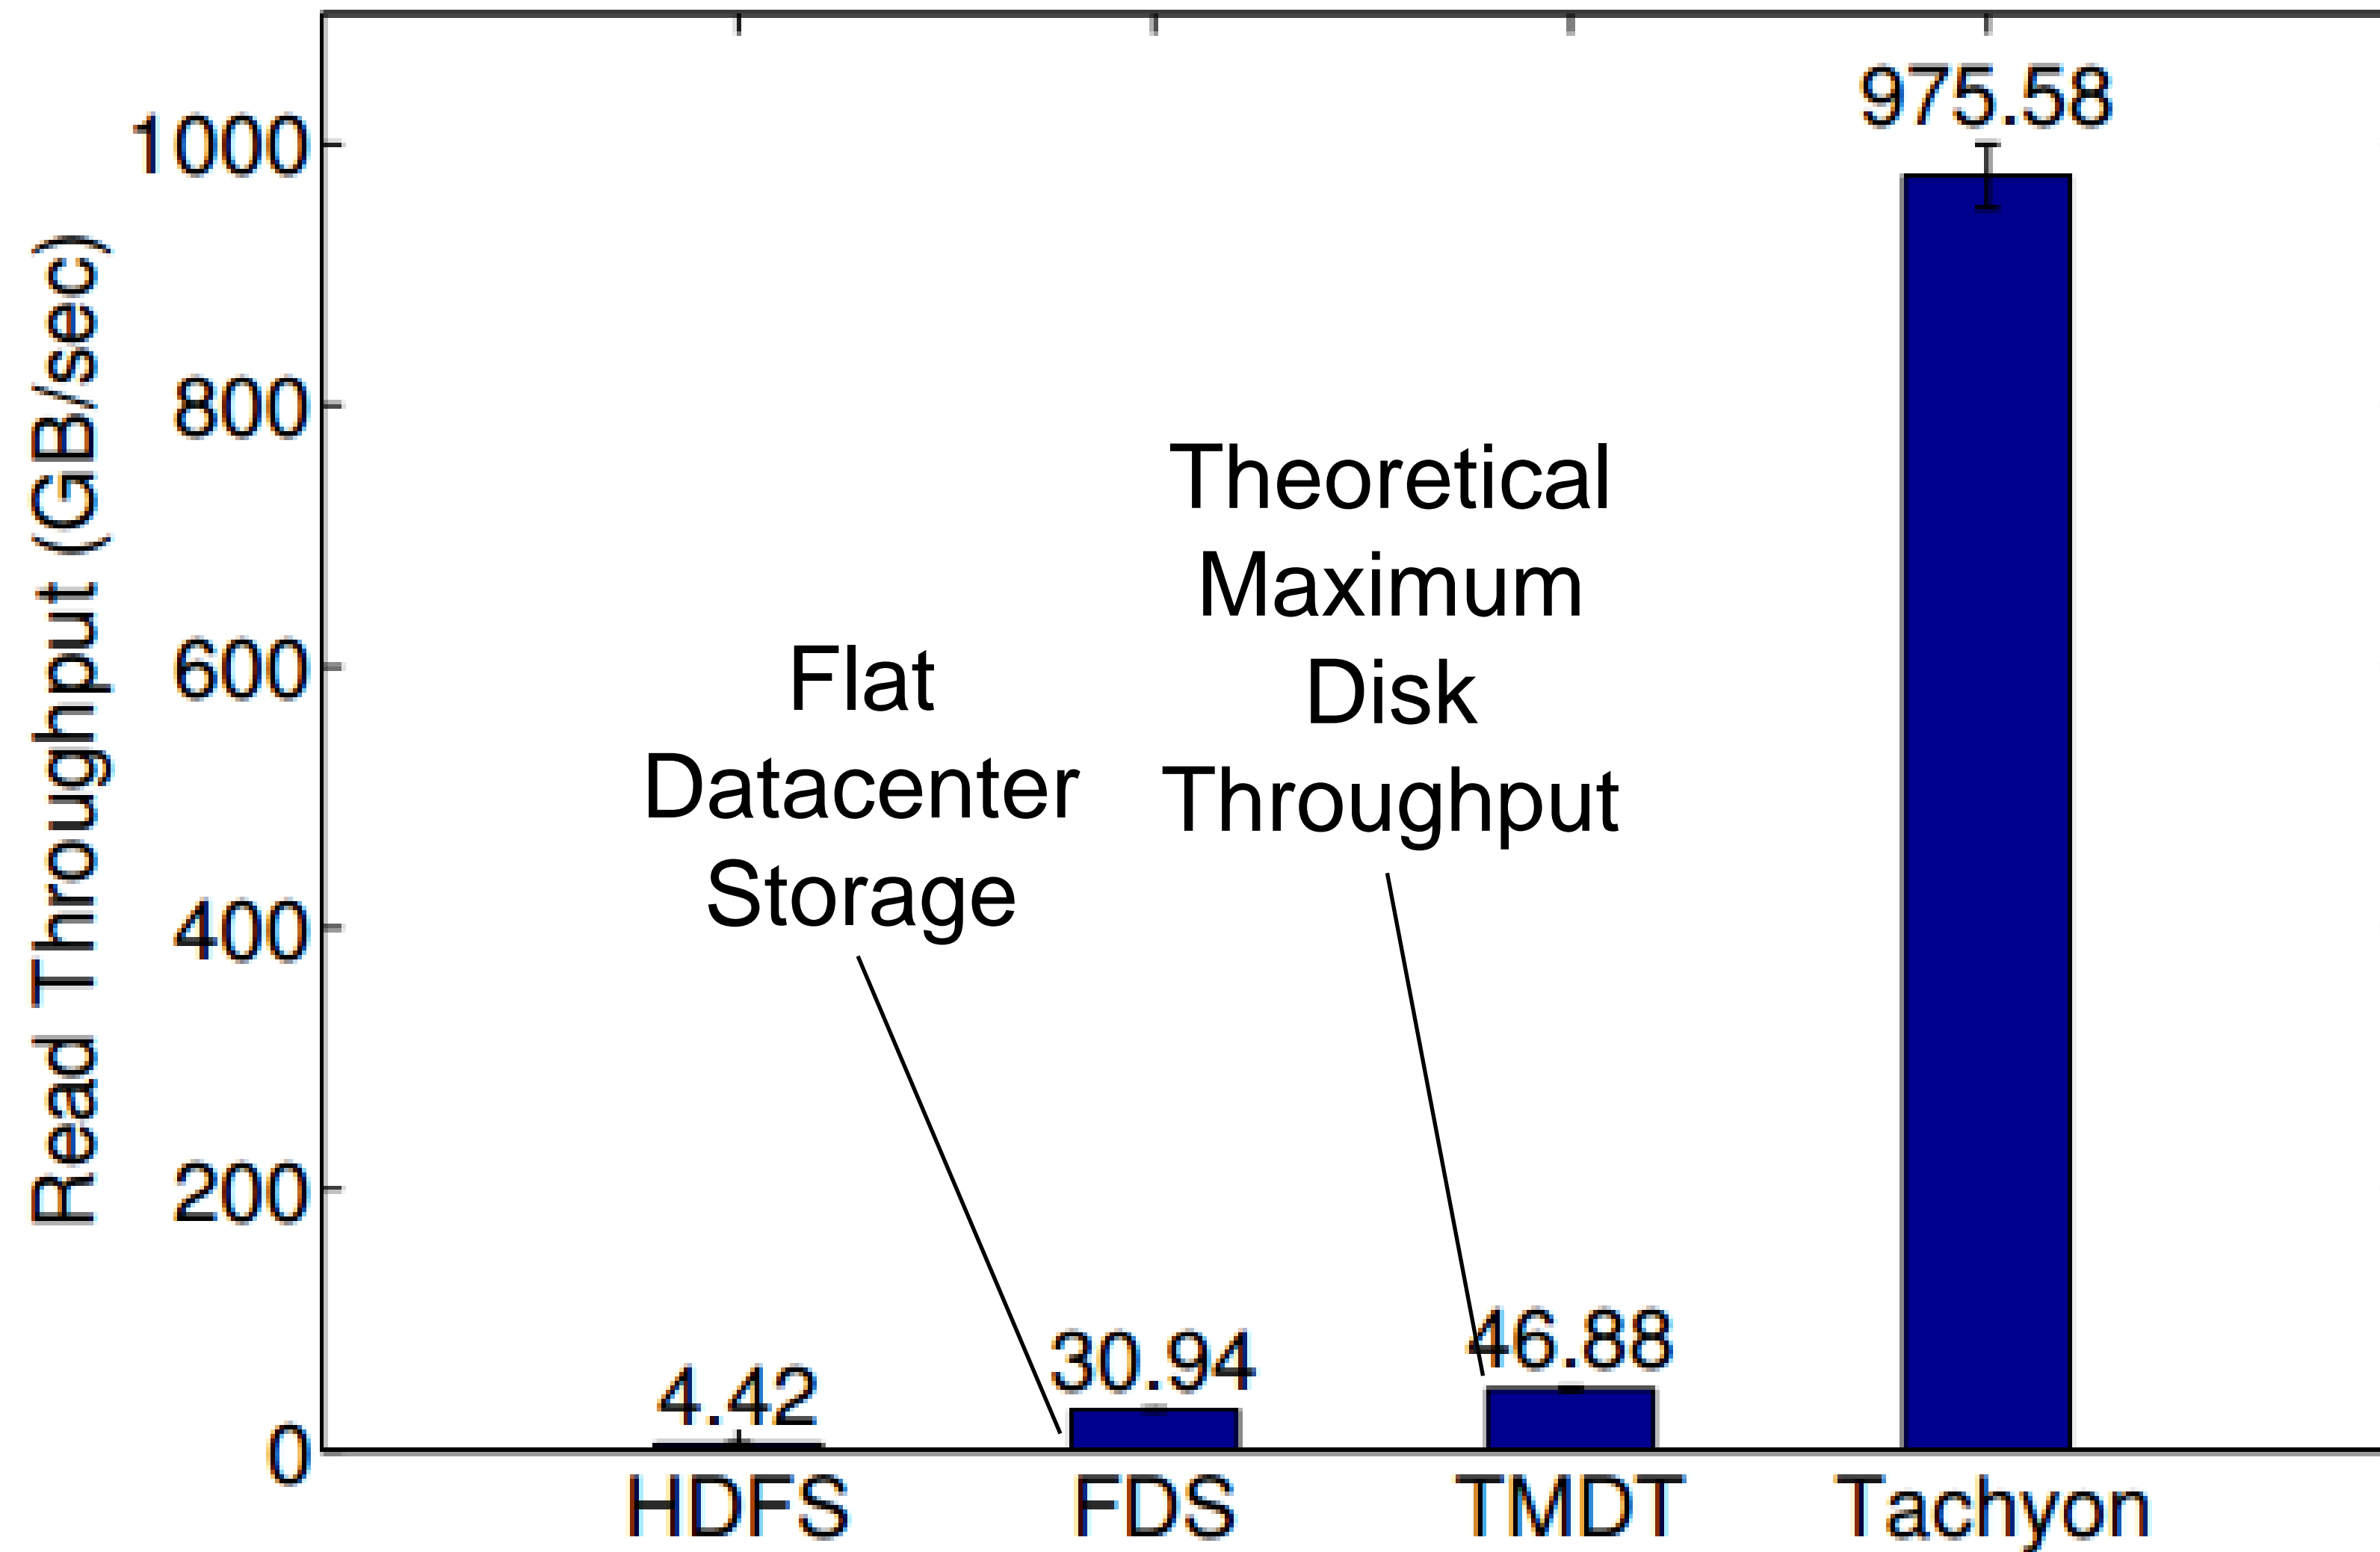 975.58
1000
800
600
400
200
0
Read Throughput (GB/sec)
Theoretical
Maximum
Disk
Throughput
Flat
Datacenter
Storage
4.42
30.94
46.88
HDFS
FDS
TMDT
Tachyon